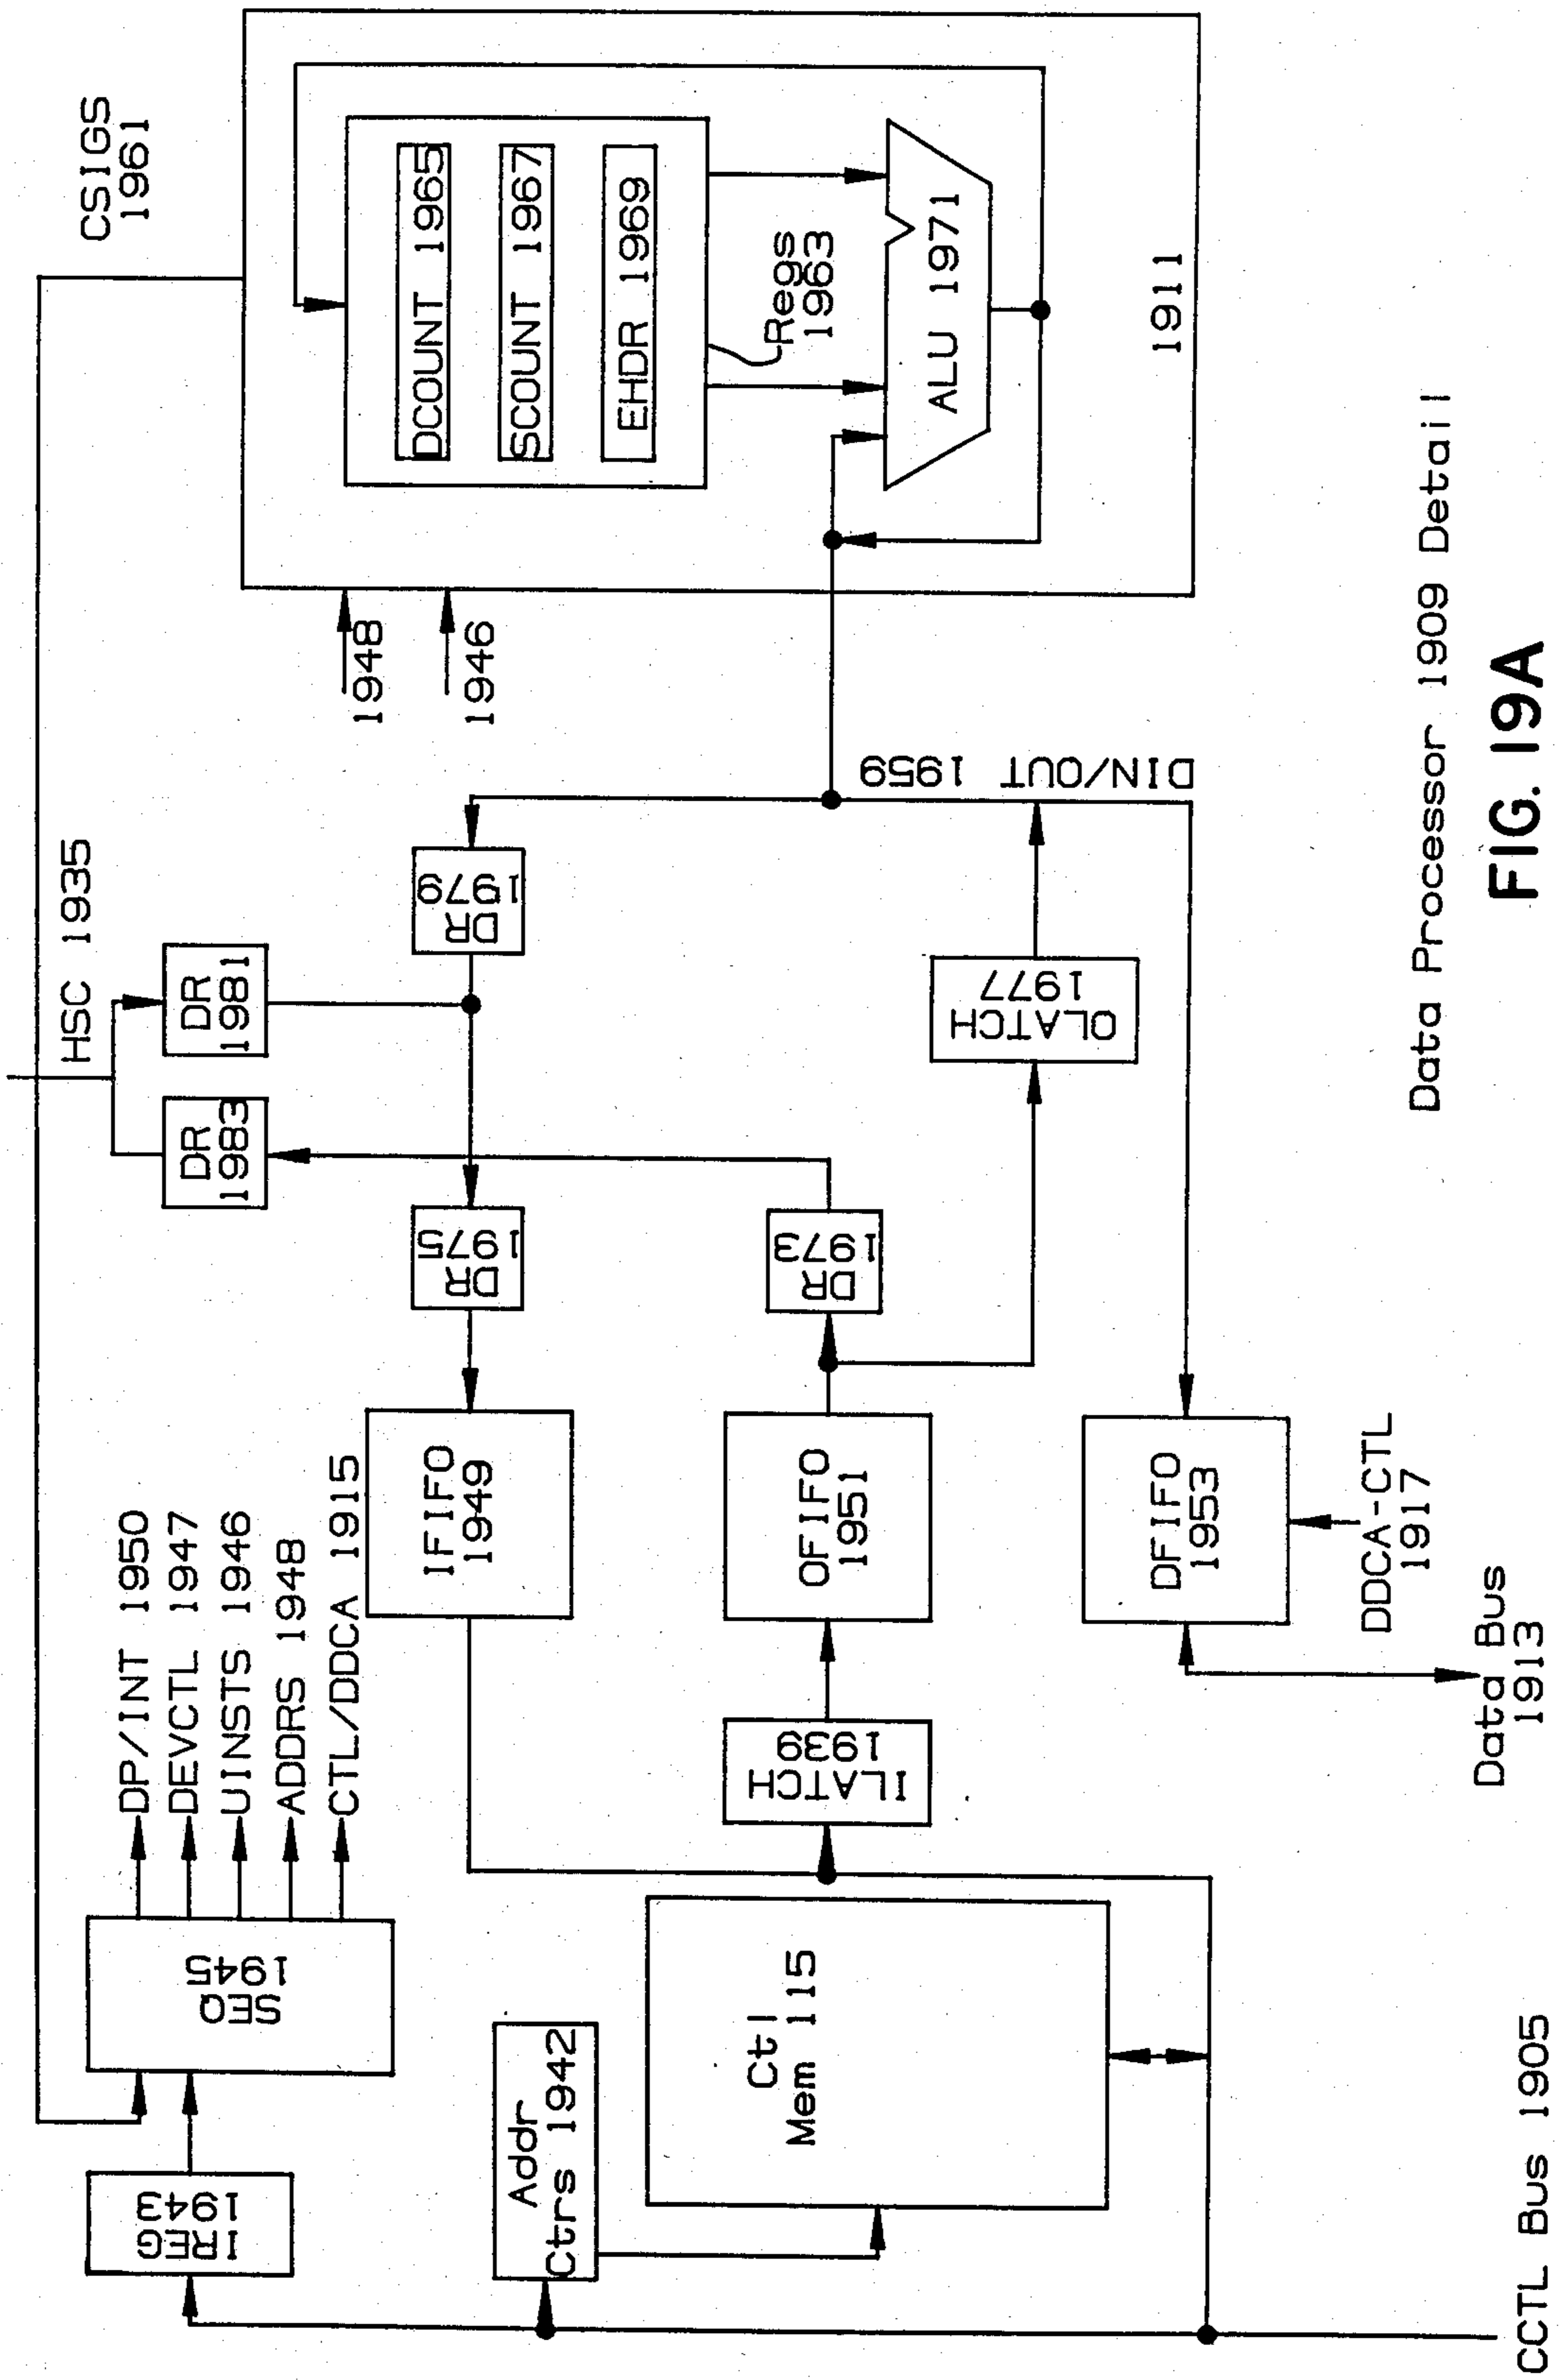 CSIGS
1961
HSC 1935
DP/INT 1950
DEVCTL 1947
UINSTS 1946
ADDRS 1948
CTL/DDCA 1915
IREG
1943
SEQ
1945
DR
1983
DR
1981
1948
1946
DCOUNT 1965
SCOUNT 1967
EHDR 1969
Regs
1963
ALU 1971
1911
Addr
Ctrs 1942
IFIFO
1949
DR
1975
DR
1979
Ctl
Mem 115
ILATCH
1939
OFIFO
1951
DR
1973
OLATCH
1977
DIN/OUT 1959
DFIFO
1953
DDCA-CTL
1917
Data Bus
1913
CCTL Bus 1905
Data Processor 1909 Detail
FIG. 19A